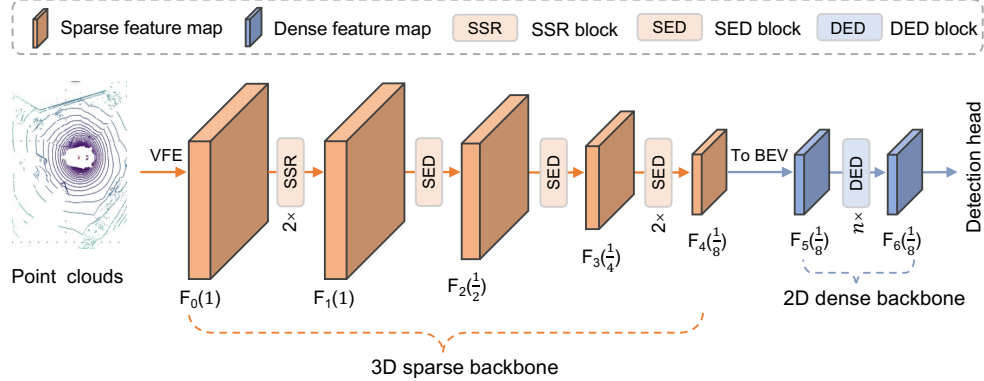 Sparse feature map Dense feature map SSR SSR block SED SED block DED DED block
VFE
SSR
2×
SED
SED
SED
2×
To BEV
DED
n×
Detection head
Point clouds
F₀(1)
F₁(1)
F₂(1/2)
F₃(1/4)
F₄(1/8)
F₅(1/8)
F₆(1/8)
3D sparse backbone
2D dense backbone